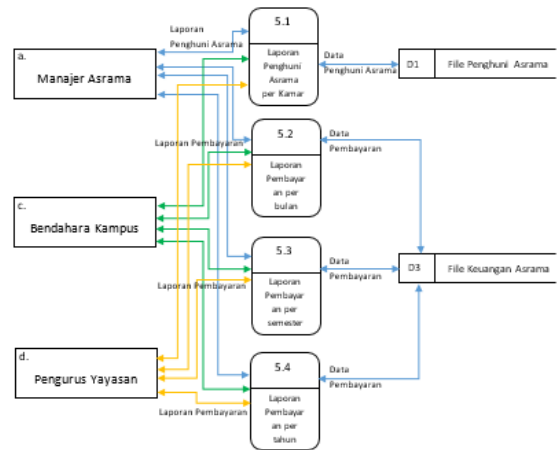 Laporan
Penghuni Asrama
5.1
Laporan
Penghuni
Asrama
per Kamar
Data
Penghuni Asrama
D1
File Penghuni Asrama
a.
Manajer Asrama
5.2
Laporan
Pembayar
an per
bulan
Laporan Pembayaran
Data
Pembayaran
c.
Bendahara Kampus
5.3
Laporan
Pembayar
an per
semester
Laporan Pembayaran
Data
Pembayaran
D3
File Keuangan Asrama
d.
Pengurus Yayasan
5.4
Laporan
Pembayar
an per
tahun
Laporan Pembayaran
Data
Pembayaran